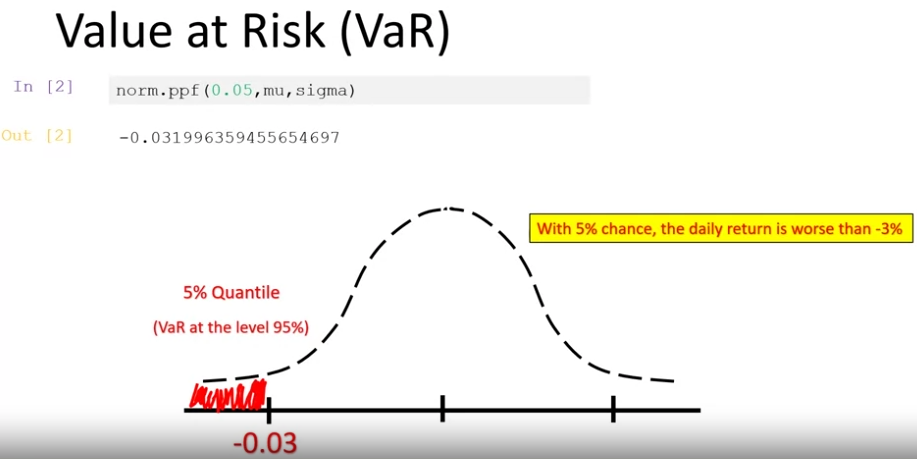 Value at Risk (VaR)
In [2]
norm.ppf(0.05,mu,sigma)
Out [2]
-0.031996359455654697
With 5% chance, the daily return is worse than -3%
5% Quantile
(VaR at the level 95%)
-0.03